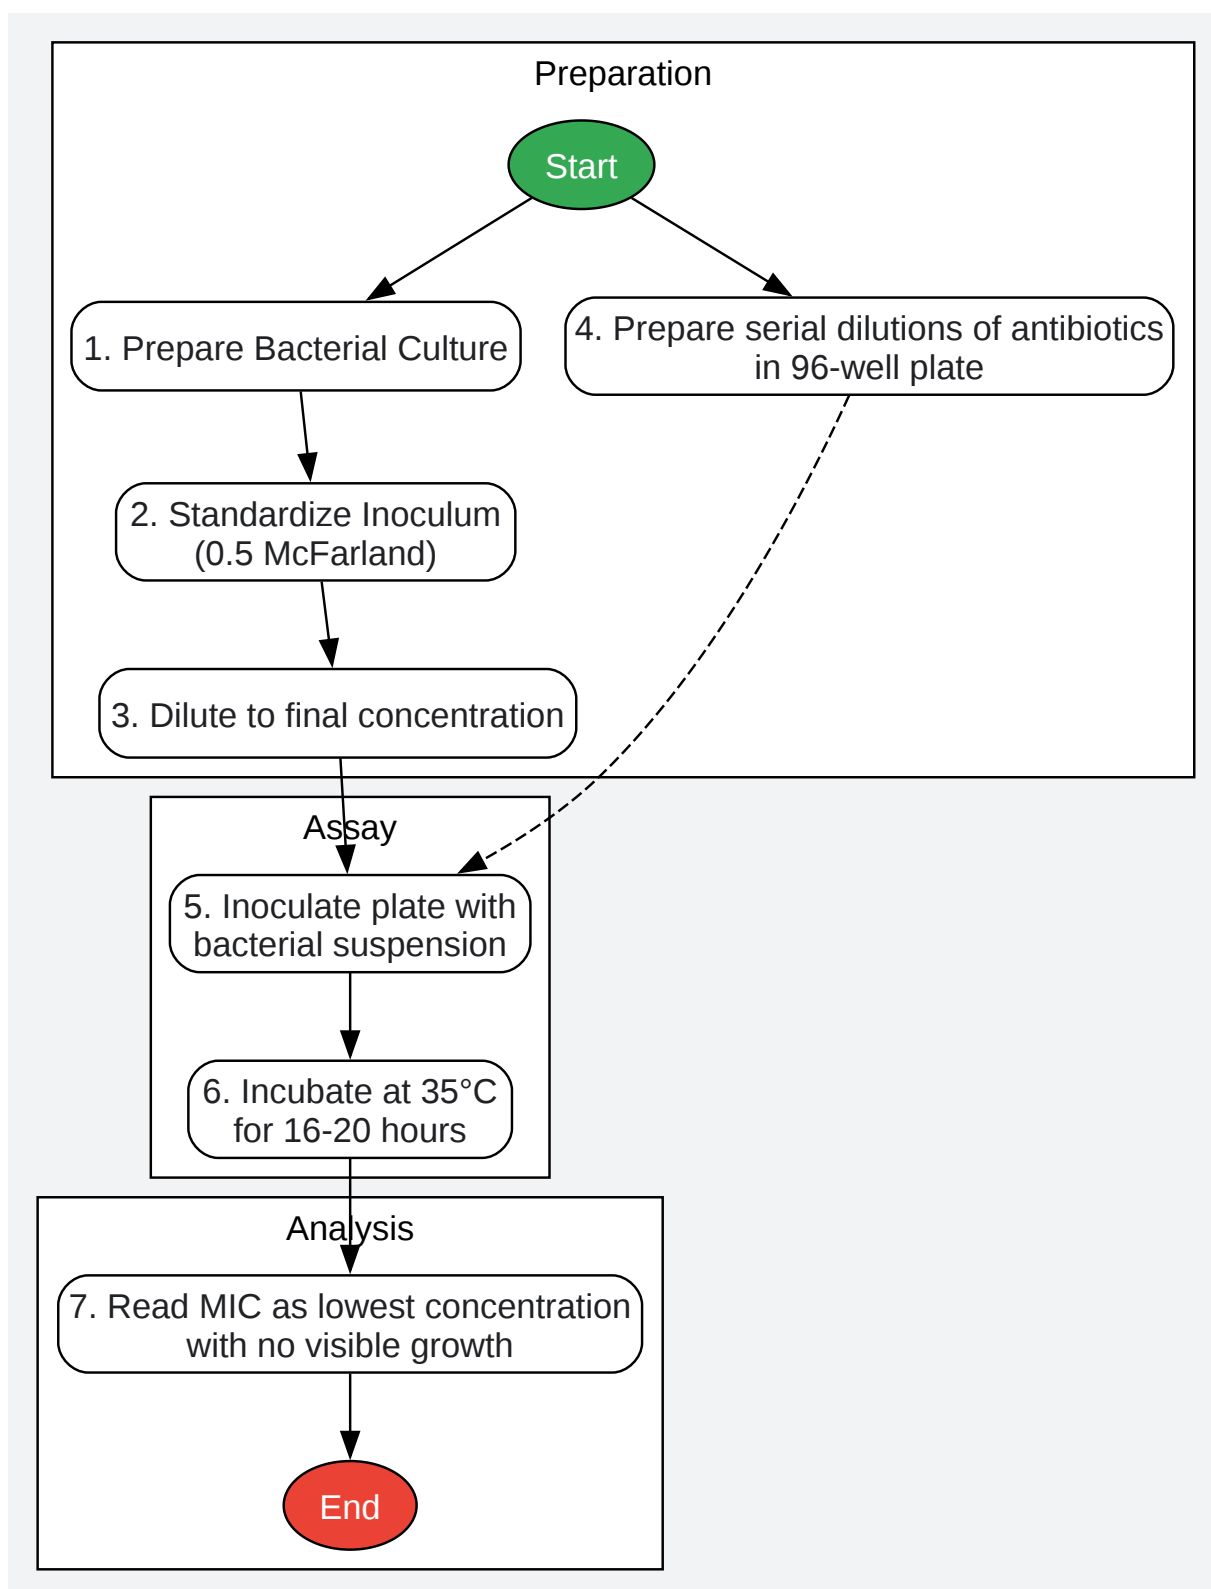 Preparation
Start
1. Prepare Bacterial Culture
4. Prepare serial dilutions of antibiotics
in 96-well plate
2. Standardize Inoculum
(0.5 McFarland)
3. Dilute to final concentration
Assay
5. Inoculate plate with
bacterial suspension
6. Incubate at 35°C
for 16-20 hours
Analysis
7. Read MIC as lowest concentration
with no visible growth
End